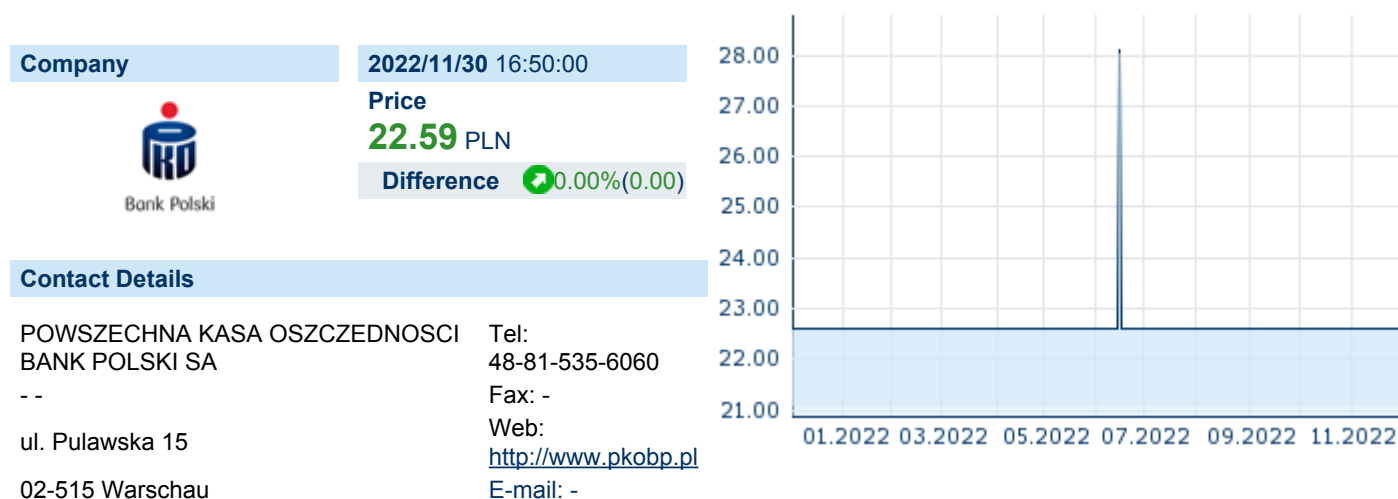 Company
2022/11/30 16:50:00
Price
22.59 PLN
Difference 0.00%(0.00)
PKO
Bank Polski
Contact Details
POWSZECHNA KASA OSZCZEDNOSCI
BANK POLSKI SA
- -
ul. Pulawska 15
02-515 Warschau
Tel:
48-81-535-6060
Fax: -
Web:
http://www.pkobp.pl
E-mail: -
28.00
27.00
26.00
25.00
24.00
23.00
22.00
21.00
01.2022 03.2022 05.2022 07.2022 09.2022 11.2022